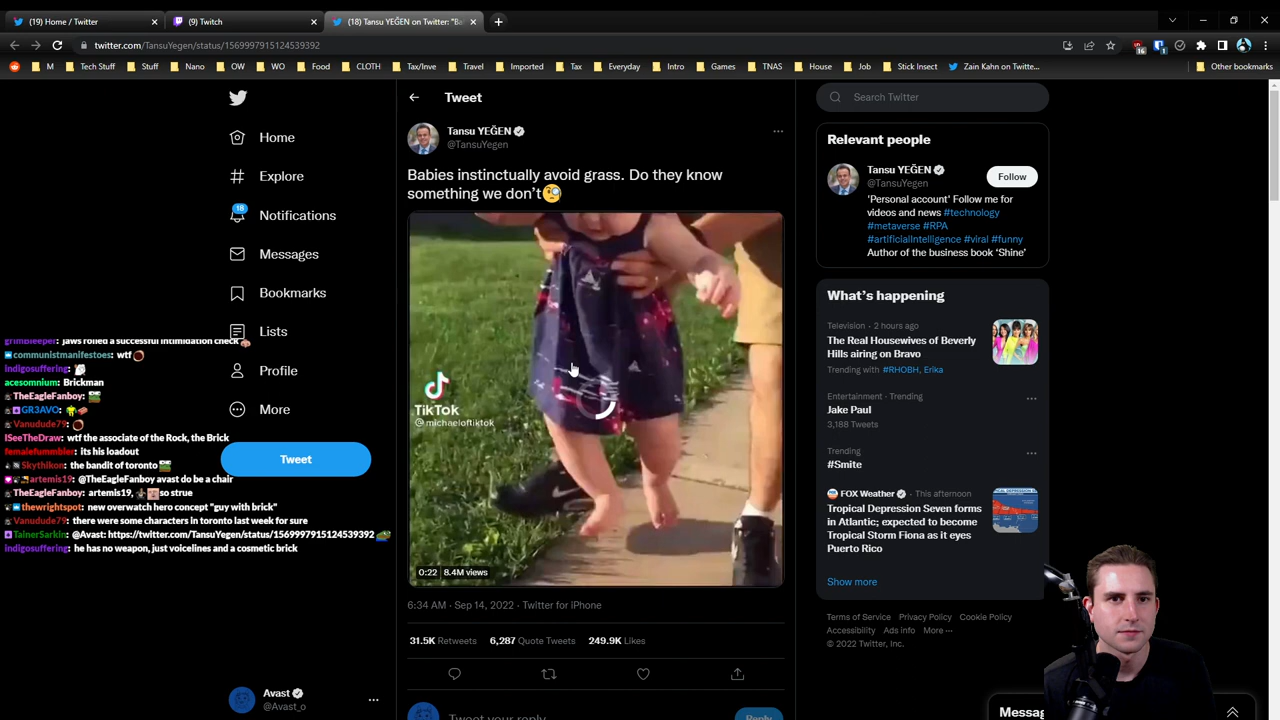 (19) Home / Twitter
(9) Twitch
(18) Tansu YEĞEN on Twitter: "Ba
twitter.com/TansuYegen/status/1569997915124539392
M
Tech Stuff
Stuff
Nano
OW
WO
Food
CLOTH
Tax/Inve
Travel
Imported
Tax
Everyday
Intro
Games
TNAS
House
Job
Stick Insect
Zain Kahn on Twitte...
Other bookmarks
Home
Explore
18
Notifications
Messages
Bookmarks
Lists
Profile
More
Tweet
grimBleeper: Jaws rolled a successful intimidation check
communistmanifestoes: wtf
indigosuffering:
acesomnium: Brickman
TheEagleFanboy:
GR3AVO:
Vanudude79:
ISeeTheDraw: wtf the associate of the Rock, the Brick
femalefummbler: its his loadout
Skythikon: the bandit of toronto
artemis19: @TheEagleFanboy avast do be a chair
TheEagleFanboy: artemis19, so strue
thewrightspot: new overwatch hero concept "guy with brick"
Vanudude79: there were some characters in toronto last week for sure
TainerSarkin: @Avast: https://twitter.com/TansuYegen/status/1569997915124539392
indigosuffering: he has no weapon, just voicelines and a cosmetic brick
Avast
@Avast_o
Tweet
Tansu YEĞEN
@TansuYegen
Babies instinctually avoid grass. Do they know
something we don't
TikTok
@michaeloftiktok
0:22 8.4M views
6:34 AM · Sep 14, 2022 · Twitter for iPhone
31.5K Retweets 6,287 Quote Tweets 249.9K Likes
Tweet your reply
Reply
Search Twitter
Relevant people
Tansu YEĞEN
@TansuYegen
Follow
'Personal account' Follow me for
videos and news #technology
#metaverse #RPA
#artificialIntelligence #viral #funny
Author of the business book 'Shine'
What's happening
Television · 2 hours ago
The Real Housewives of Beverly
Hills airing on Bravo
Trending with #RHOBH, Erika
Entertainment · Trending
Jake Paul
3,188 Tweets
Trending
#Smite
FOX Weather · This afternoon
Tropical Depression Seven forms
in Atlantic; expected to become
Tropical Storm Fiona as it eyes
Puerto Rico
Show more
Terms of Service Privacy Policy Cookie Policy
Accessibility Ads info More ···
© 2022 Twitter, Inc.
Messag